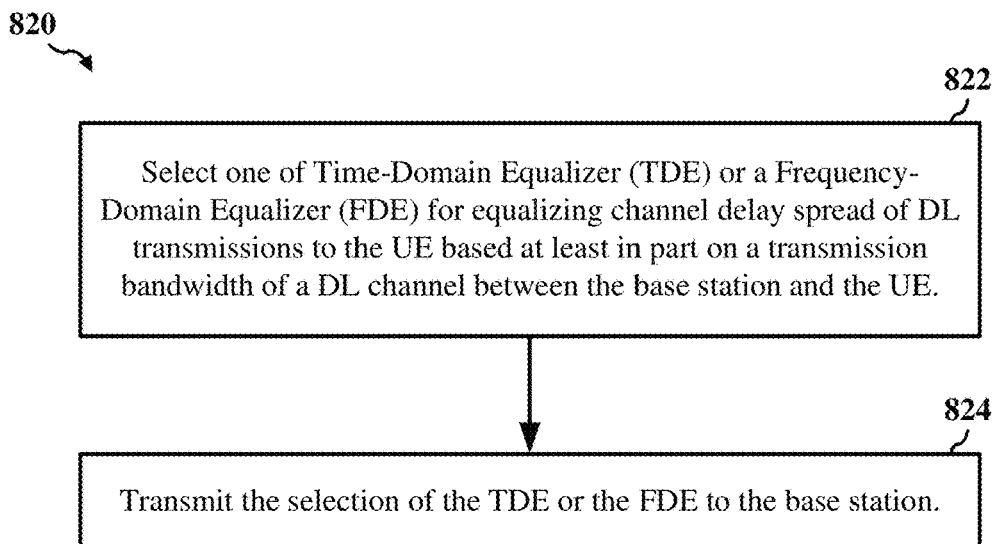 820
822
Select one of Time-Domain Equalizer (TDE) or a Frequency-
Domain Equalizer (FDE) for equalizing channel delay spread of DL
transmissions to the UE based at least in part on a transmission
bandwidth of a DL channel between the base station and the UE.
824
Transmit the selection of the TDE or the FDE to the base station.